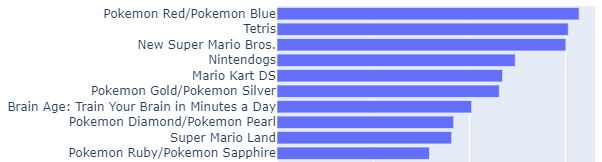 Pokemon Red/Pokemon Blue
Tetris
New Super Mario Bros.
Nintendogs
Mario Kart DS
Pokemon Gold/Pokemon Silver
Brain Age: Train Your Brain in Minutes a Day
Pokemon Diamond/Pokemon Pearl
Super Mario Land
Pokemon Ruby/Pokemon Sapphire